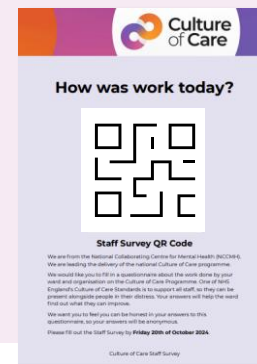 Culture
of Care
How was work today?
Staff Survey QR Code
We are from the National Collaborating Centre for Mental Health (NCCMH).
We are leading the delivery of the national Culture of Care programme.
We would like you to fill in a questionnaire about the work done by your
ward and organisation on the Culture of Care Programme. One of NHS
England's Culture of Care Standards is to support all staff, so they can be
present alongside people in their distress. Your answers will help the ward
find out what they can improve.
We want you to feel you can be honest in your answers to this
questionnaire, so your answers will be anonymous.
Please fill out the Staff Survey by Friday 20th of October 2024.
Culture of Care Staff Survey